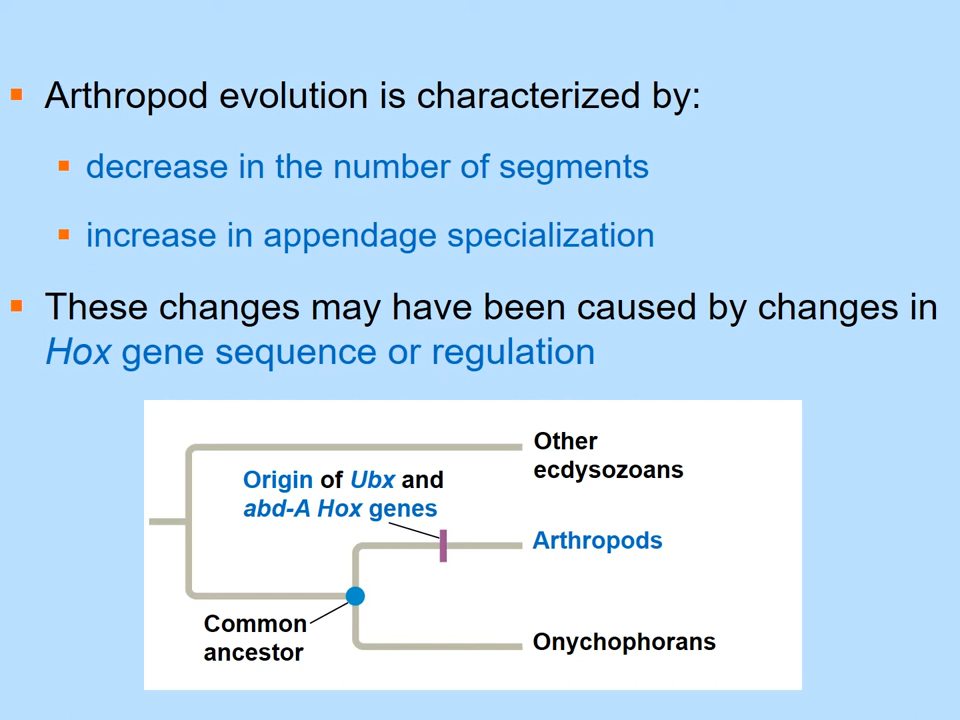 Arthropod evolution is characterized by:
decrease in the number of segments
increase in appendage specialization
These changes may have been caused by changes in
Hox gene sequence or regulation
Other
ecdysozoans
Origin of Ubx and
abd-A Hox genes
Arthropods
Common
ancestor
Onychophorans